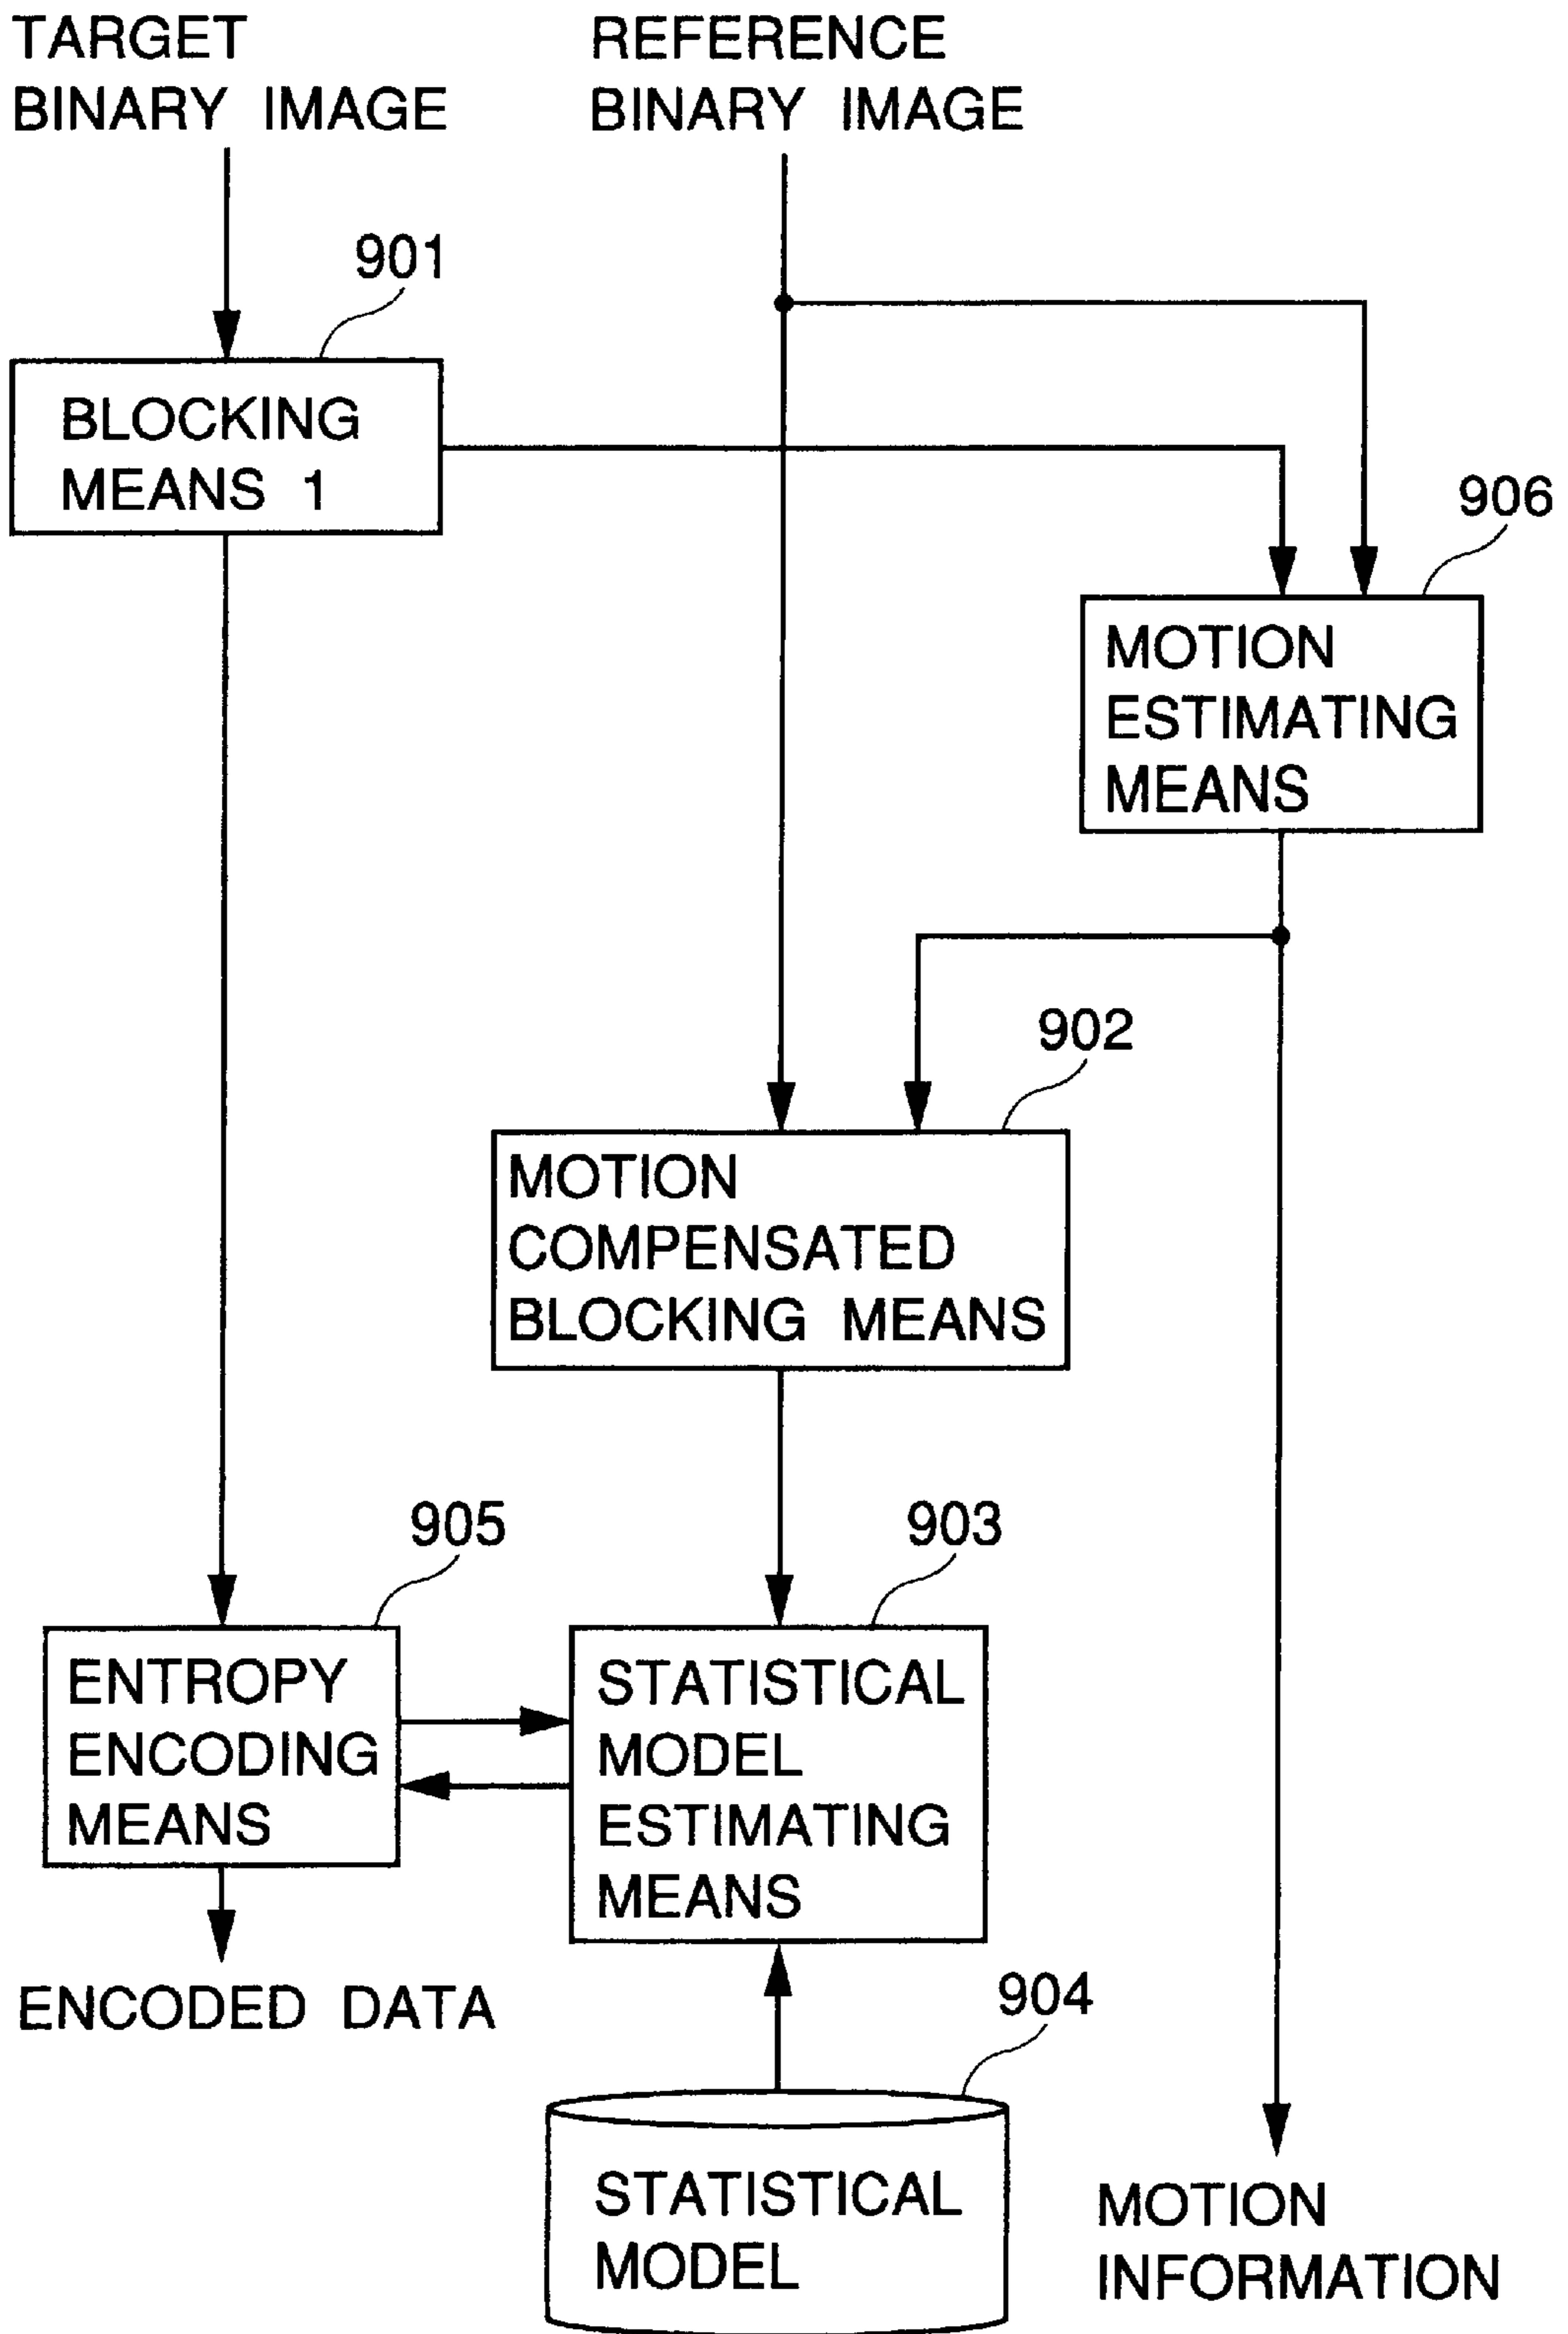 TARGET
BINARY IMAGE
REFERENCE
BINARY IMAGE
901
BLOCKING
MEANS 1
906
MOTION
ESTIMATING
MEANS
902
MOTION
COMPENSATED
BLOCKING MEANS
905
903
ENTROPY
ENCODING
MEANS
STATISTICAL
MODEL
ESTIMATING
MEANS
ENCODED DATA
904
STATISTICAL
MODEL
MOTION
INFORMATION